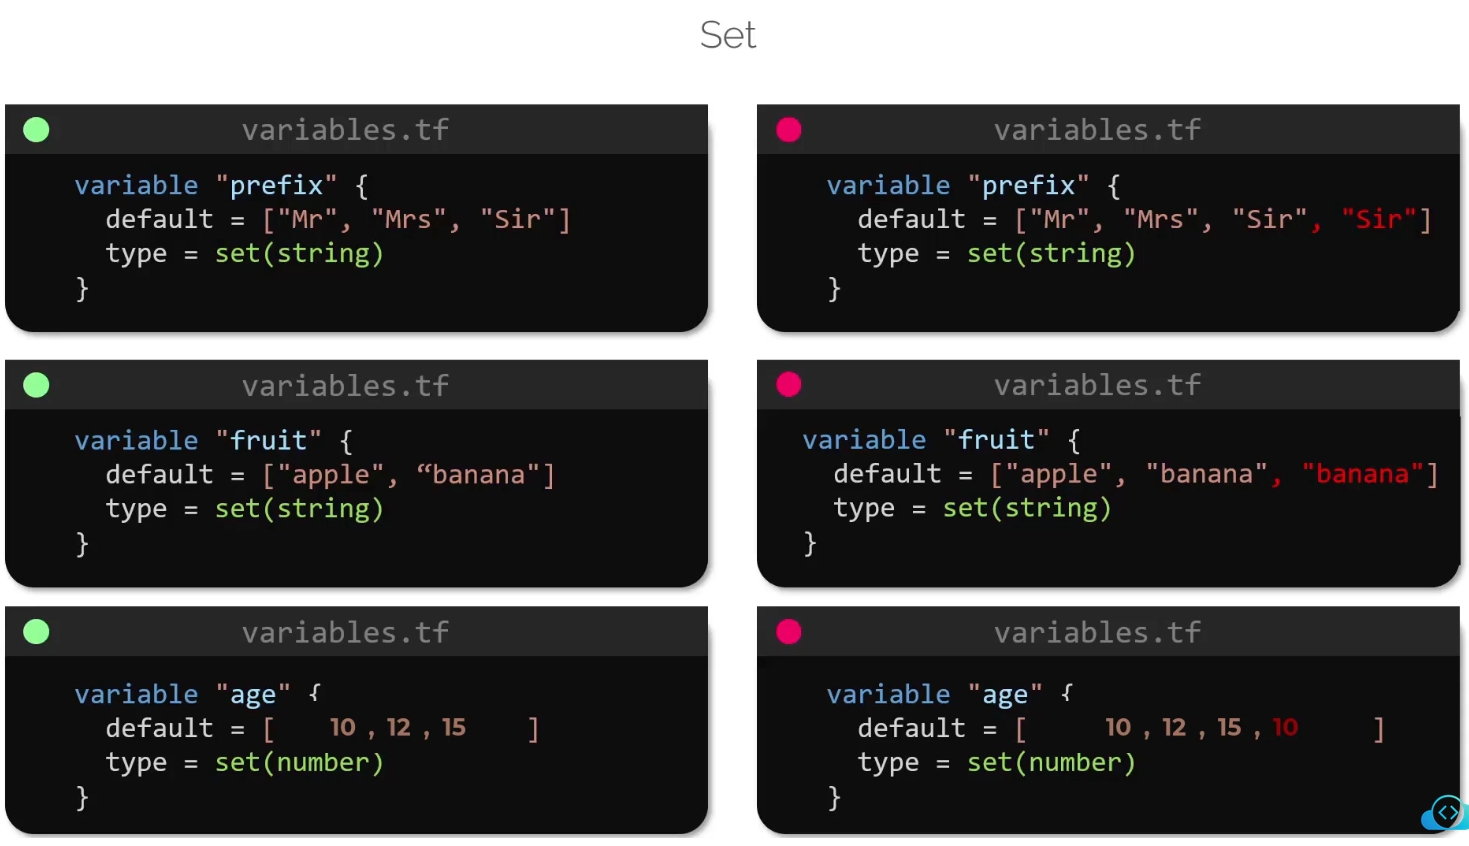 Set
variables.tf
variable "prefix" {
default = ["Mr", "Mrs", "Sir"]
type = set(string)
}
variables.tf
variable "prefix" {
default = ["Mr", "Mrs", "Sir", "Sir"]
type = set(string)
}
variables.tf
variable "fruit" {
default = ["apple", “banana"]
type = set(string)
}
variables.tf
variable "fruit" {
default = ["apple", "banana", "banana"]
type = set(string)
}
variables.tf
variable "age" {
default = [ 10 , 12 , 15 ]
type = set(number)
}
variables.tf
variable "age" {
default = [ 10 , 12 , 15 , 10 ]
type = set(number)
}